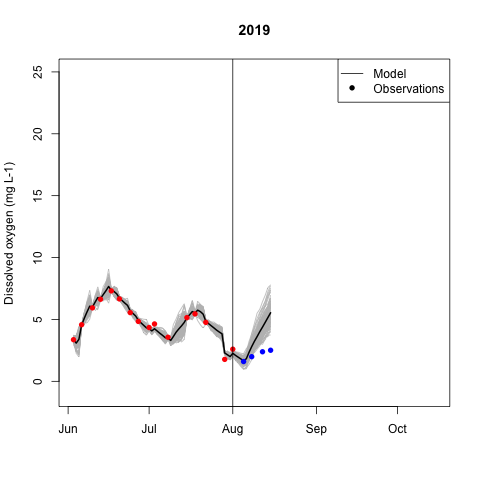 2019
Model
Observations
Dissolved oxygen (mg L-1)
25
20
15
10
5
0
Jun
Jul
Aug
Sep
Oct